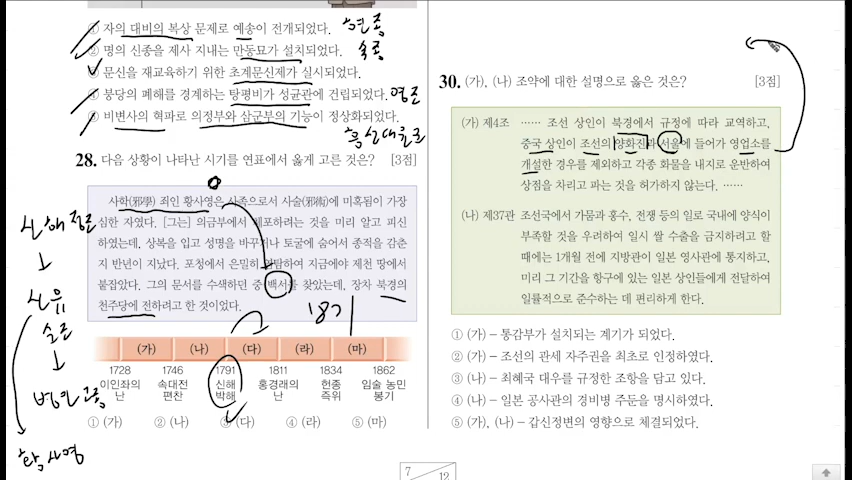 ① 자의 대비의 복상 문제로 예송이 전개되었다. 현종
② 명의 신종을 제사 지내는 만동묘가 설치되었다. 숙종
문신을 재교육하기 위한 초계문신제가 실시되었다.
④ 붕당의 폐해를 경계하는 탕평비가 성균관에 건립되었다. 영조
⑤ 비변사의 혁파로 의정부와 삼군부의 기능이 정상화되었다.
흥선대원군
28. 다음 상황이 나타난 시기를 연표에서 옳게 고른 것은? [3점]
사학(邪學) 죄인 황사영은 사족으로서 사술(邪術)에 미혹됨이 가장
심한 자였다. [그는] 의금부에서 체포하려는 것을 미리 알고 피신
하였는데, 상복을 입고 성명을 바꾸거나 토굴에 숨어서 종적을 감춘
지 반년이 지났다. 포청에서 은밀히 염탐하여 지금에야 제천 땅에서
붙잡았다. 그의 문서를 수색하던 중 백서를 찾았는데, 장차 북경의
천주당에 전하려고 한 것이었다.
신해 정조
신유
순조
병인 고종
황사영
18c
(가) (나) (다) (라) (마)
1728 1746 1791 1811 1834 1862
이인좌의 속대전 신해 홍경래의 헌종 임술 농민
난 편찬 박해 난 즉위 봉기
① (가) ② (나) ③ (다) ④ (라) ⑤ (마)
30. (가), (나) 조약에 대한 설명으로 옳은 것은? [3점]
(가) 제4조 …… 조선 상인이 북경에서 규정에 따라 교역하고,
중국 상인이 조선의 양화진과 서울에 들어가 영업소를
개설한 경우를 제외하고 각종 화물을 내지로 운반하여
상점을 차리고 파는 것을 허가하지 않는다. ……
(나) 제37관 조선국에서 가뭄과 홍수, 전쟁 등의 일로 국내에 양식이
부족할 것을 우려하여 일시 쌀 수출을 금지하려고 할
때에는 1개월 전에 지방관이 일본 영사관에 통지하고,
미리 그 기간을 항구에 있는 일본 상인들에게 전달하여
일률적으로 준수하는 데 편리하게 한다.
① (가) – 통감부가 설치되는 계기가 되었다.
② (가) – 조선의 관세 자주권을 최초로 인정하였다.
③ (나) – 최혜국 대우를 규정한 조항을 담고 있다.
④ (나) – 일본 공사관의 경비병 주둔을 명시하였다.
⑤ (가), (나) – 갑신정변의 영향으로 체결되었다.
7
12